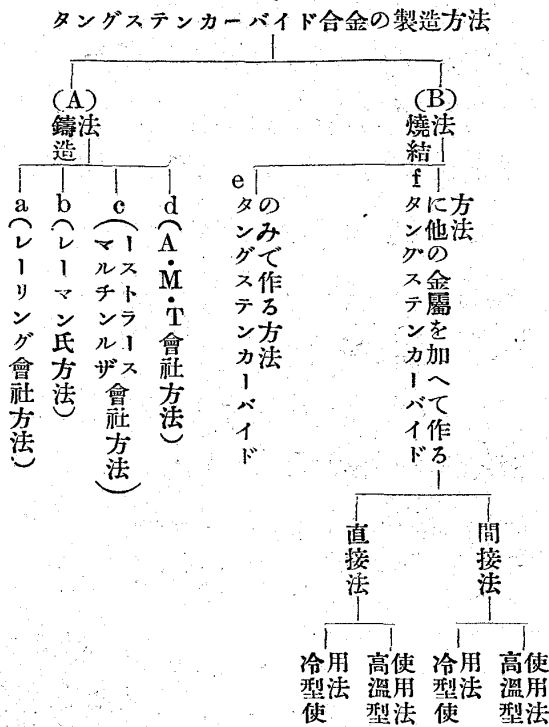 タングステンカーバイド合金の製造方法
(A)
鑄造
法
(B)
燒結
法
a(レーリング會社方法)
b(レーマン氏方法)
c(マルチンルザ
ーストラース會社方法)
d(A・M・T會社方法)
e
タングステンカーバイド
のみで作る方法
f
タングステンカーバイド
に他の金屬を加へて作る
方法
直接法
冷型使
用法
高溫型
使用法
間接法
冷型使
用法
高溫型
使用法